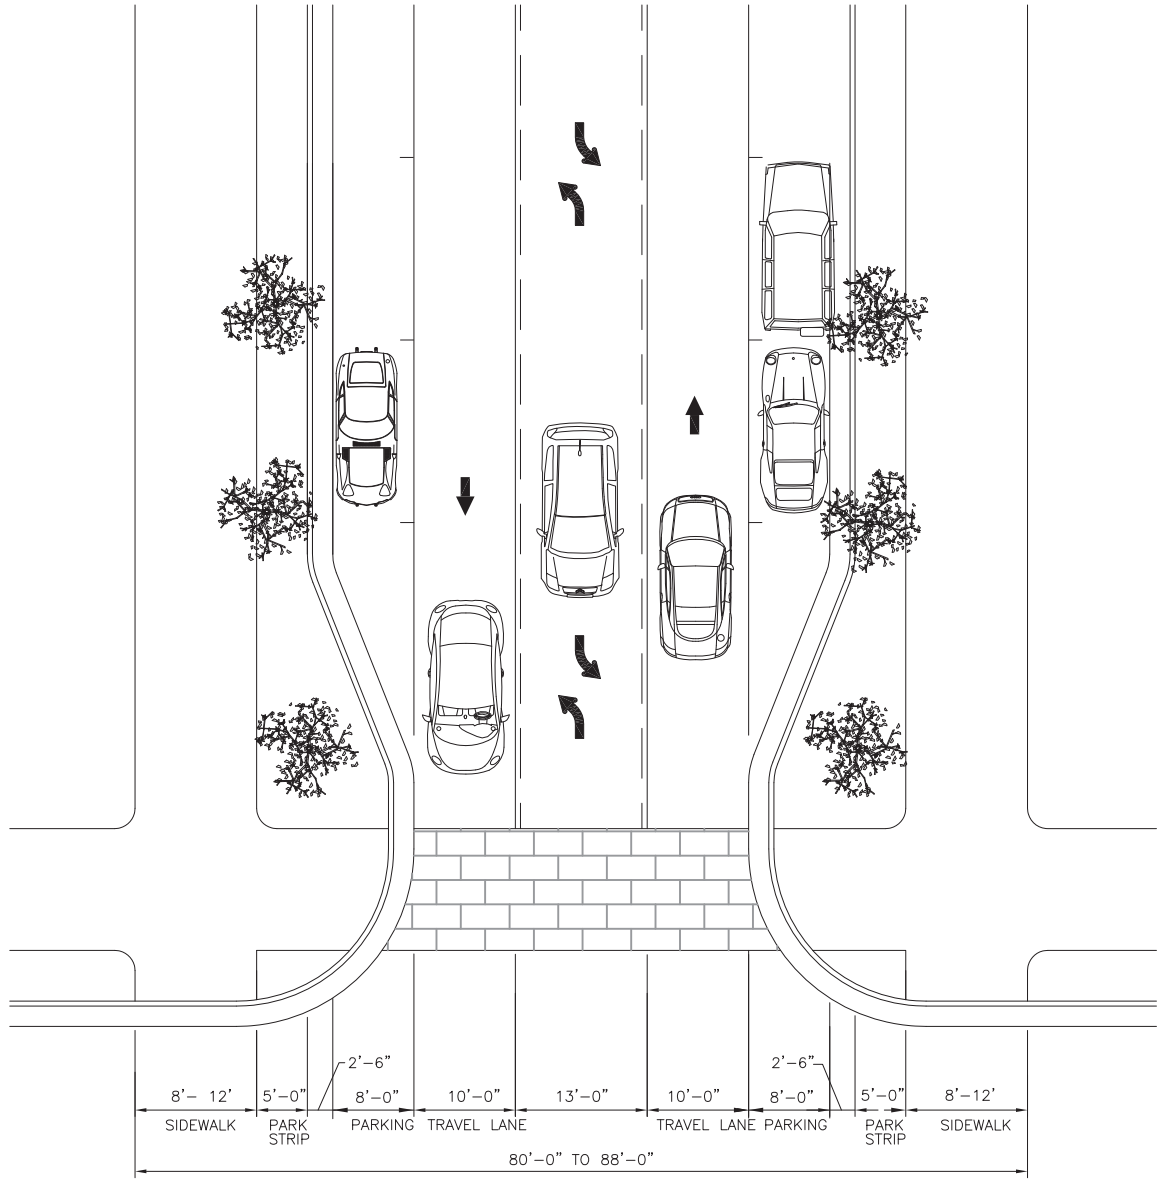 2'-6" 2'-6"
8'- 12' 5'-0" 8'-0" 10'-0" 13'-0" 10'-0" 8'-0" 5'-0" 8'-12'
SIDEWALK PARK PARKING TRAVEL LANE TRAVEL LANE PARKING PARK SIDEWALK
STRIP STRIP
80'-0" TO 88'-0"